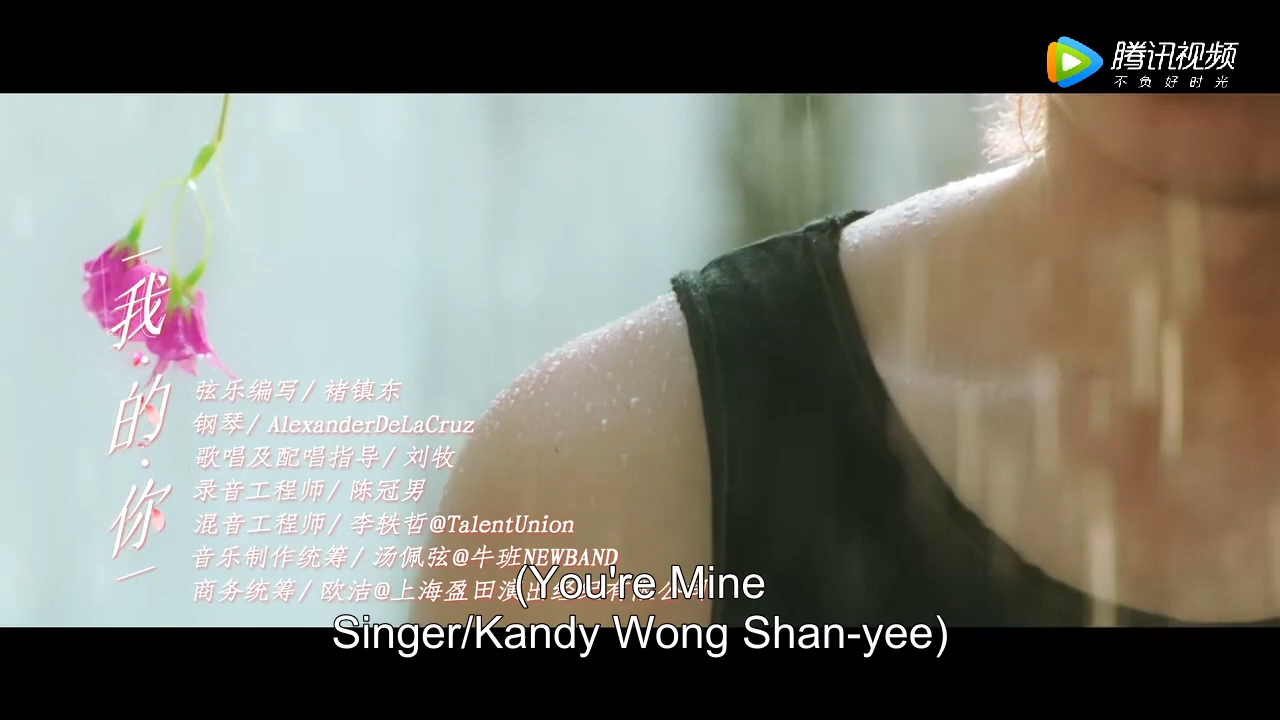 腾讯视频
不负好时光
我的你
弦乐编写/ 褚镇东
钢琴/ AlexanderDeLaCruz
歌唱及配唱指导/ 刘牧
录音工程师/ 陈冠男
混音工程师/ 李轶哲@TalentUnion
音乐制作统筹/ 汤佩弦@牛班NEWBAND
商务统筹/ 欧洁@上海盈田演出
(You're Mine
Singer/Kandy Wong Shan-yee)